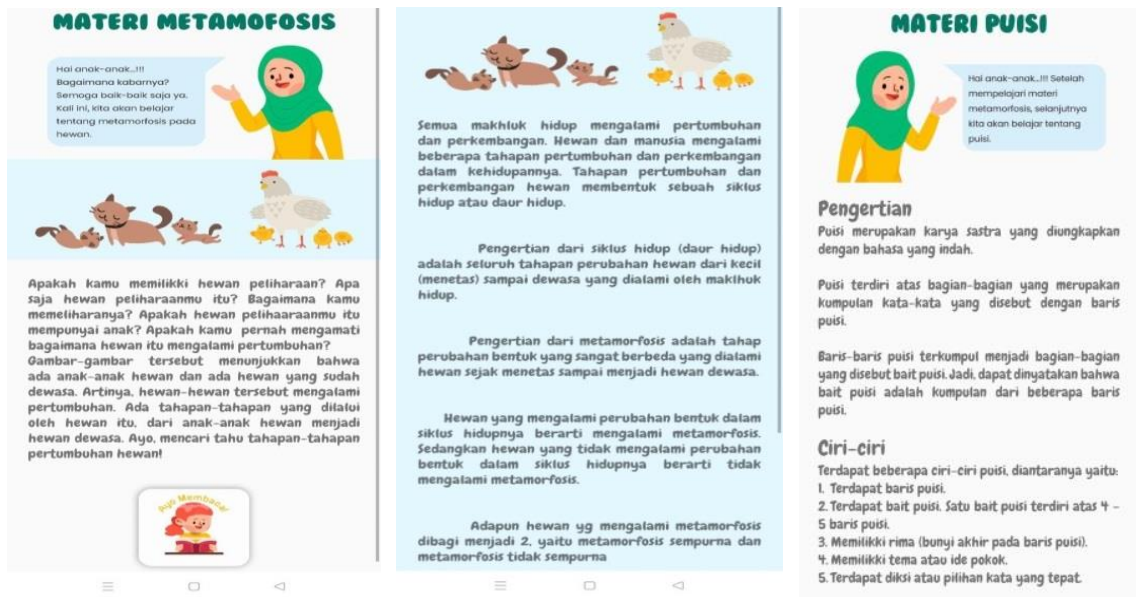 MATERI METAMOFOSIS
Hai anak-anak..!!!
Bagaimana kabarnya?
Semoga baik-baik saja ya.
Kali ini, kita akan belajar
tentang metamorfosis pada
hewan.
Apakah kamu memilikki hewan peliharaan? Apa
saja hewan peliharaanmu itu? Bagaimana kamu
memeliharanya? Apakah hewan pelihaaraanmu itu
mempunyai anak? Apakah kamu pernah mengamati
bagaimana hewan itu mengalami pertumbuhan?
Gambar-gambar tersebut menunjukkan bahwa
ada anak-anak hewan dan ada hewan yang sudah
dewasa. Artinya, hewan-hewan tersebut mengalami
pertumbuhan. Ada tahapan-tahapan yang dilalui
oleh hewan itu, dari anak-anak hewan menjadi
hewan dewasa. Ayo, mencari tahu tahapan-tahapan
pertumbuhan hewan!
Ayo Membaca!
Semua makhluk hidup mengalami pertumbuhan
dan perkembangan. Hewan dan manusia mengalami
beberapa tahapan pertumbuhan dan perkembangan
dalam kehidupannya. Tahapan pertumbuhan dan
perkembangan hewan membentuk sebuah siklus
hidup atau daur hidup.
Pengertian dari siklus hidup (daur hidup)
adalah seluruh tahapan perubahan hewan dari kecil
(menetas) sampai dewasa yang dialami oleh maklhuk
hidup.
Pengertian dari metamorfosis adalah tahap
perubahan bentuk yang sangat berbeda yang dialami
hewan sejak menetas sampai menjadi hewan dewasa.
Hewan yang mengalami perubahan bentuk dalam
siklus hidupnya berarti mengalami metamorfosis.
Sedangkan hewan yang tidak mengalami perubahan
bentuk dalam siklus hidupnya berarti tidak
mengalami metamorfosis.
Adapun hewan yg mengalami metamorfosis
dibagi menjadi 2, yaitu metamorfosis sempurna dan
metamorfosis tidak sempurna
MATERI PUISI
Hai anak-anak..!!! Setelah
mempelajari materi
metamorfosis, selanjutnya
kita akan belajar tentang
puisi.
Pengertian
Puisi merupakan karya sastra yang diungkapkan
dengan bahasa yang indah.
Puisi terdiri atas bagian-bagian yang merupakan
kumpulan kata-kata yang disebut dengan baris
puisi.
Baris-baris puisi terkumpul menjadi bagian-bagian
yang disebut bait puisi. Jadi, dapat dinyatakan bahwa
bait puisi adalah kumpulan dari beberapa baris
puisi.
Ciri-ciri
Terdapat beberapa ciri-ciri puisi, diantaranya yaitu:
1. Terdapat baris puisi.
2. Terdapat bait puisi. Satu bait puisi terdiri atas 4 -
5 baris puisi.
3. Memilikki rima (bunyi akhir pada baris puisi).
4. Memilikki tema atau ide pokok.
5. Terdapat diksi atau pilihan kata yang tepat.